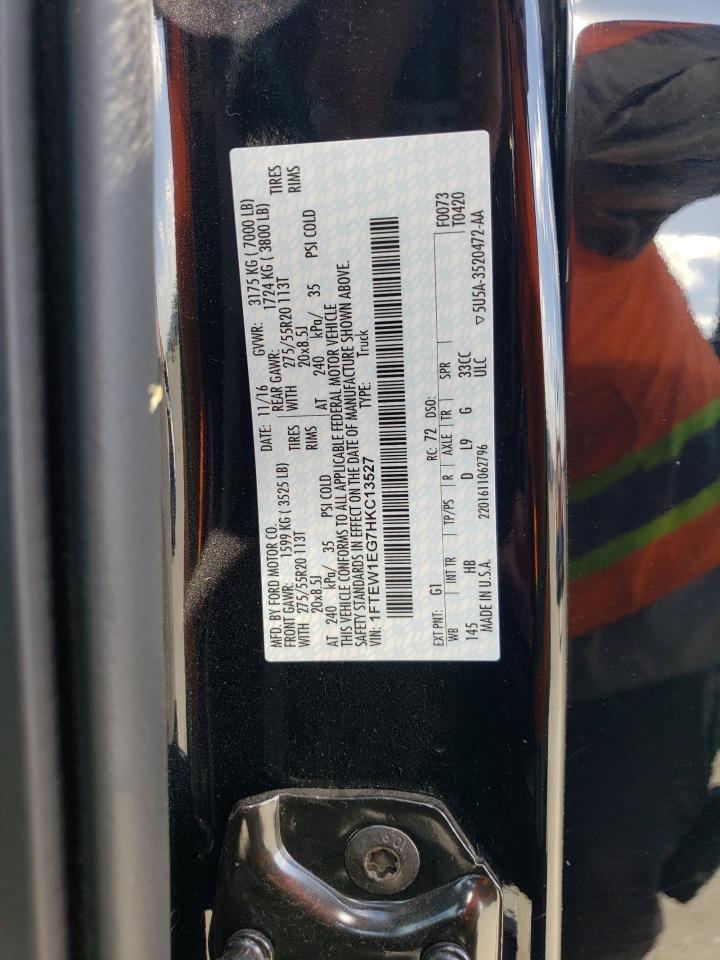 MFD. BY FORD MOTOR CO.
DATE: 11/16 GVWR: 3175 KG ( 7000 LB)
FRONT GAWR: 1599 KG ( 3525 LB) REAR GAWR: 1724 KG ( 3800 LB)
WITH 275/55R20 113T TIRES WITH 275/55R20 113T TIRES
20x8.5J RIMS 20x8.5J RIMS
AT 240 kPa/ 35 PSI COLD AT 240 kPa/ 35 PSI COLD
THIS VEHICLE CONFORMS TO ALL APPLICABLE FEDERAL MOTOR VEHICLE
SAFETY STANDARDS IN EFFECT ON THE DATE OF MANUFACTURE SHOWN ABOVE.
VIN: 1FTEW1EG7HKC13527 TYPE: Truck
EXT PNT: G1 RC: 72 DSO: F0073
WB INT TR TP/PS R AXLE TR SPR T0420
145 HB D L9 G 33CC
MADE IN U.S.A. 2201611062796 ULC ▽5U5A-3520472-AA